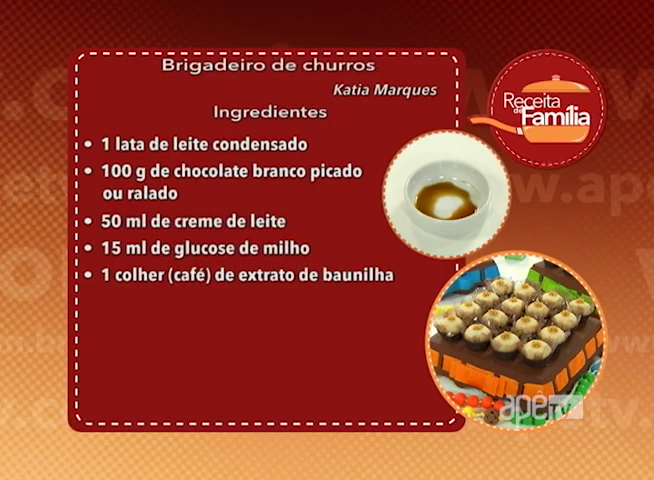 Brigadeiro de churros
Katia Marques
Ingredientes
• 1 lata de leite condensado
• 100 g de chocolate branco picado
ou ralado
• 50 ml de creme de leite
• 15 ml de glucose de milho
• 1 colher (café) de extrato de baunilha
Receita
de Família
apêTV